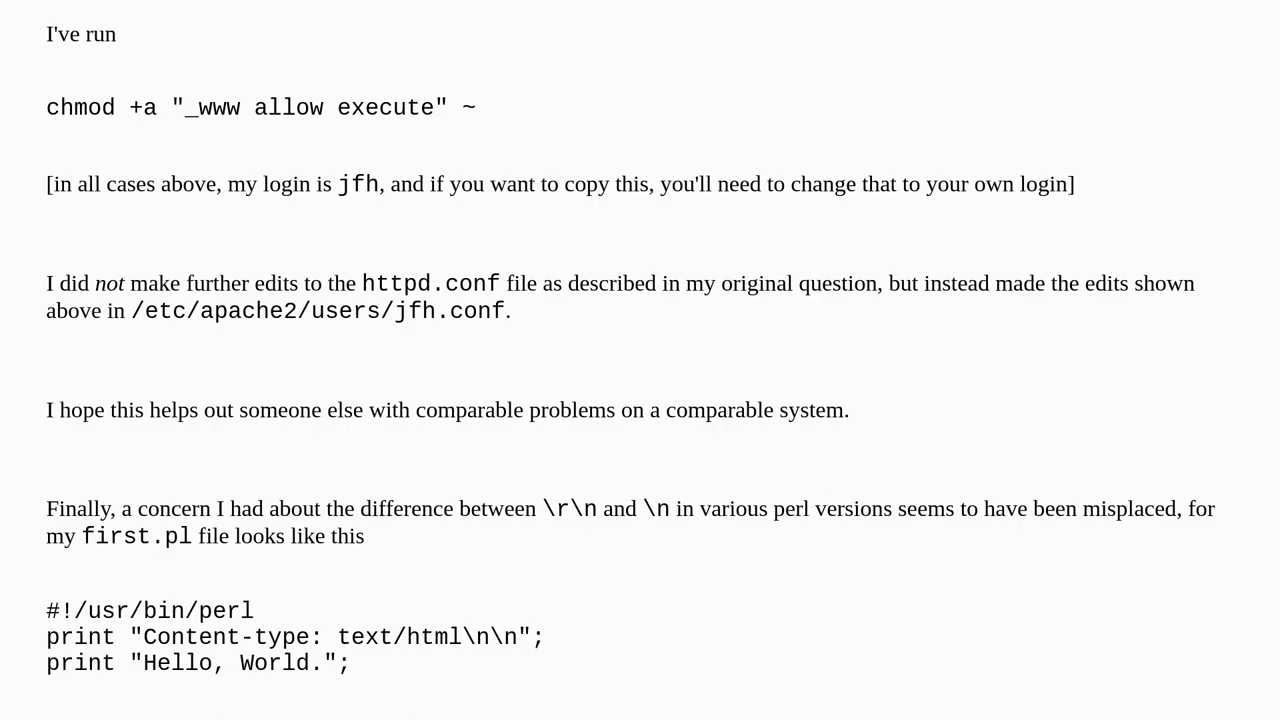 I've run
chmod +a "_www allow execute" ~
[in all cases above, my login is jfh, and if you want to copy this, you'll need to change that to your own login]
I did not make further edits to the httpd.conf file as described in my original question, but instead made the edits shown
above in /etc/apache2/users/jfh.conf.
I hope this helps out someone else with comparable problems on a comparable system.
Finally, a concern I had about the difference between \r\n and \n in various perl versions seems to have been misplaced, for
my first.pl file looks like this
#!/usr/bin/perl
print "Content-type: text/html\n\n";
print "Hello, World.";